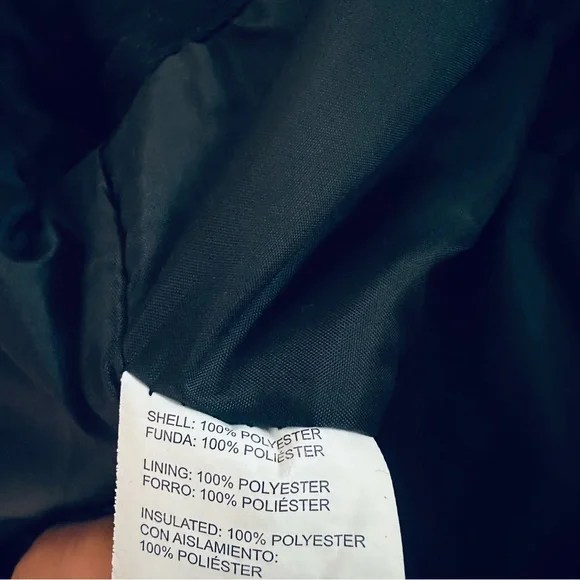 SHELL: 100% POLYESTER
FUNDA: 100% POLIÉSTER
LINING: 100% POLYESTER
FORRO: 100% POLIÉSTER
INSULATED: 100% POLYESTER
CON AISLAMIENTO:
100% POLIÉSTER